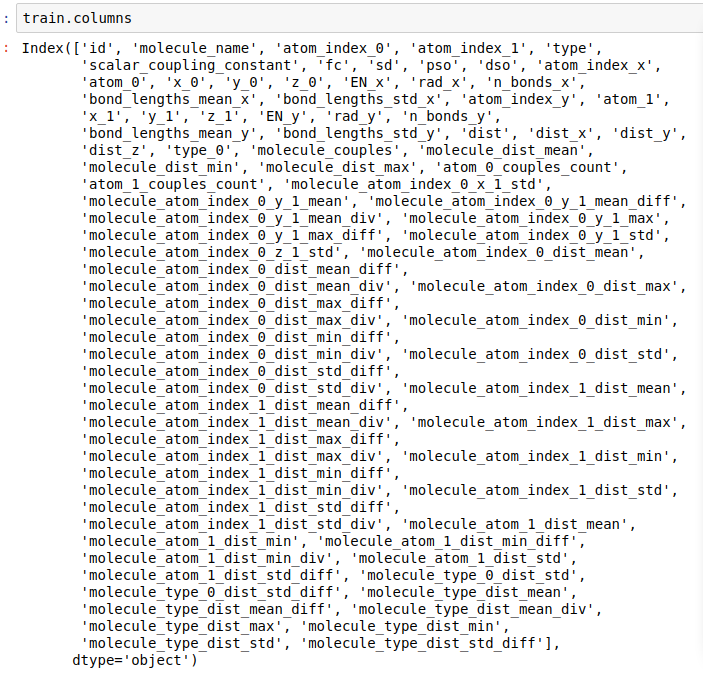 : train.columns
: Index(['id', 'molecule_name', 'atom_index_0', 'atom_index_1', 'type',
'scalar_coupling_constant', 'fc', 'sd', 'pso', 'dso', 'atom_index_x',
'atom_0', 'x_0', 'y_0', 'z_0', 'EN_x', 'rad_x', 'n_bonds_x',
'bond_lengths_mean_x', 'bond_lengths_std_x', 'atom_index_y', 'atom_1',
'x_1', 'y_1', 'z_1', 'EN_y', 'rad_y', 'n_bonds_y',
'bond_lengths_mean_y', 'bond_lengths_std_y', 'dist', 'dist_x', 'dist_y',
'dist_z', 'type_0', 'molecule_couples', 'molecule_dist_mean',
'molecule_dist_min', 'molecule_dist_max', 'atom_0_couples_count',
'atom_1_couples_count', 'molecule_atom_index_0_x_1_std',
'molecule_atom_index_0_y_1_mean', 'molecule_atom_index_0_y_1_mean_diff',
'molecule_atom_index_0_y_1_mean_div', 'molecule_atom_index_0_y_1_max',
'molecule_atom_index_0_y_1_max_diff', 'molecule_atom_index_0_y_1_std',
'molecule_atom_index_0_z_1_std', 'molecule_atom_index_0_dist_mean',
'molecule_atom_index_0_dist_mean_diff',
'molecule_atom_index_0_dist_mean_div', 'molecule_atom_index_0_dist_max',
'molecule_atom_index_0_dist_max_diff',
'molecule_atom_index_0_dist_max_div', 'molecule_atom_index_0_dist_min',
'molecule_atom_index_0_dist_min_diff',
'molecule_atom_index_0_dist_min_div', 'molecule_atom_index_0_dist_std',
'molecule_atom_index_0_dist_std_diff',
'molecule_atom_index_0_dist_std_div', 'molecule_atom_index_1_dist_mean',
'molecule_atom_index_1_dist_mean_diff',
'molecule_atom_index_1_dist_mean_div', 'molecule_atom_index_1_dist_max',
'molecule_atom_index_1_dist_max_diff',
'molecule_atom_index_1_dist_max_div', 'molecule_atom_index_1_dist_min',
'molecule_atom_index_1_dist_min_diff',
'molecule_atom_index_1_dist_min_div', 'molecule_atom_index_1_dist_std',
'molecule_atom_index_1_dist_std_diff',
'molecule_atom_index_1_dist_std_div', 'molecule_atom_1_dist_mean',
'molecule_atom_1_dist_min', 'molecule_atom_1_dist_min_diff',
'molecule_atom_1_dist_min_div', 'molecule_atom_1_dist_std',
'molecule_atom_1_dist_std_diff', 'molecule_type_0_dist_std',
'molecule_type_0_dist_std_diff', 'molecule_type_dist_mean',
'molecule_type_dist_mean_diff', 'molecule_type_dist_mean_div',
'molecule_type_dist_max', 'molecule_type_dist_min',
'molecule_type_dist_std', 'molecule_type_dist_std_diff'],
dtype='object')